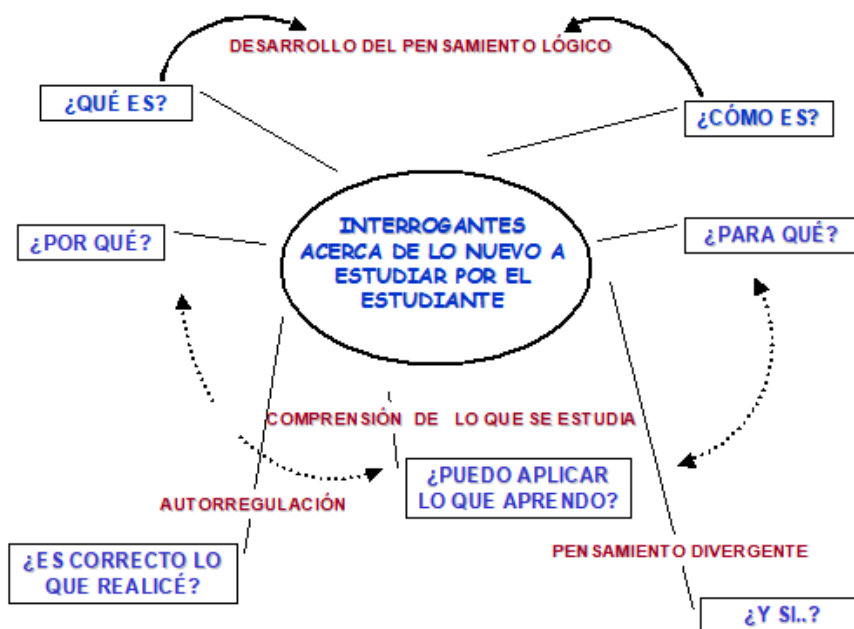 DESARROLLO DEL PENSAMIENTO LÓGICO
¿QUÉ ES?
¿CÓMO ES?
INTERROGANTES
ACERCA DE LO NUEVO A
ESTUDIAR POR EL
ESTUDIANTE
¿POR QUÉ?
¿PARA QUÉ?
COMPRENSIÓN DE LO QUE SE ESTUDIA
¿PUEDO APLICAR
LO QUE APRENDO?
AUTORREGULACIÓN
¿ES CORRECTO LO
QUE REALICÉ?
PENSAMIENTO DIVERGENTE
¿Y SI..?